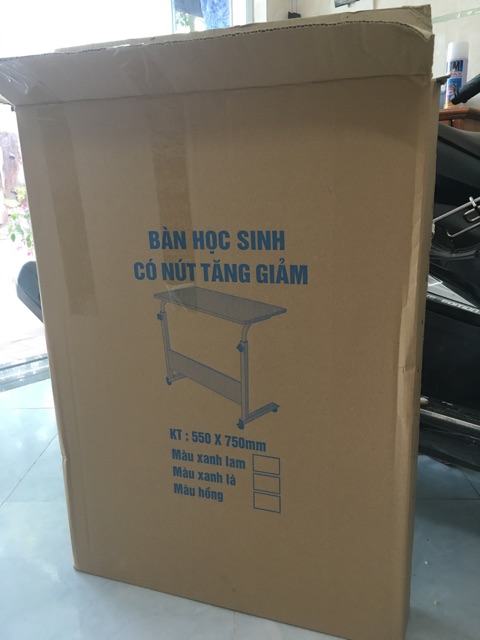 BÀN HỌC SINH
CÓ NÚT TĂNG GIẢM
KT : 550 X 750mm
Màu xanh lam
Màu xanh lá
Màu hồng